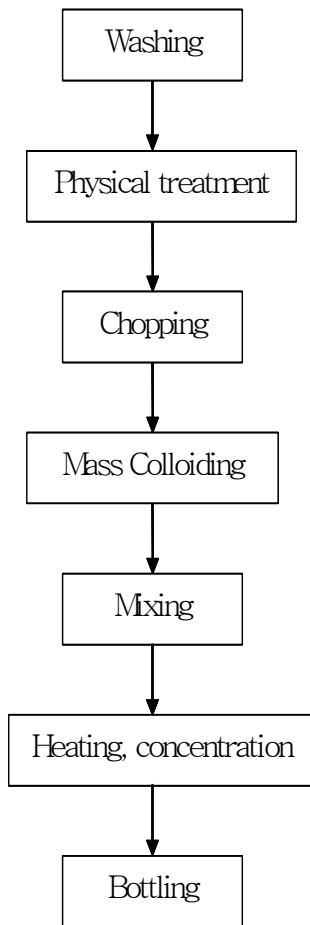 Washing
Physical treatment
Chopping
Mass Colloiding
Mixing
Heating, concentration
Bottling